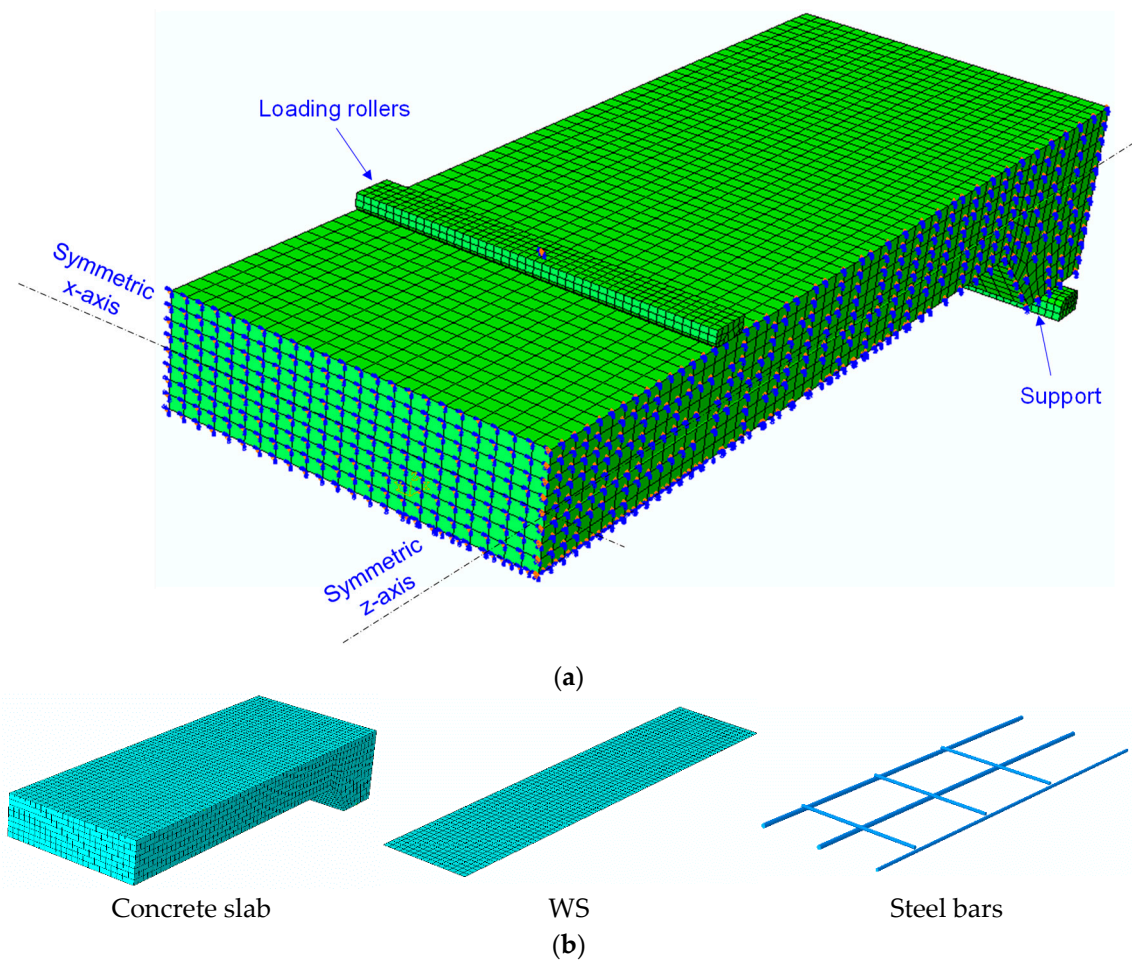 Loading rollers
Symmetric
x-axis
Support
Symmetric
z-axis
(a)
Concrete slab
WS
Steel bars
(b)